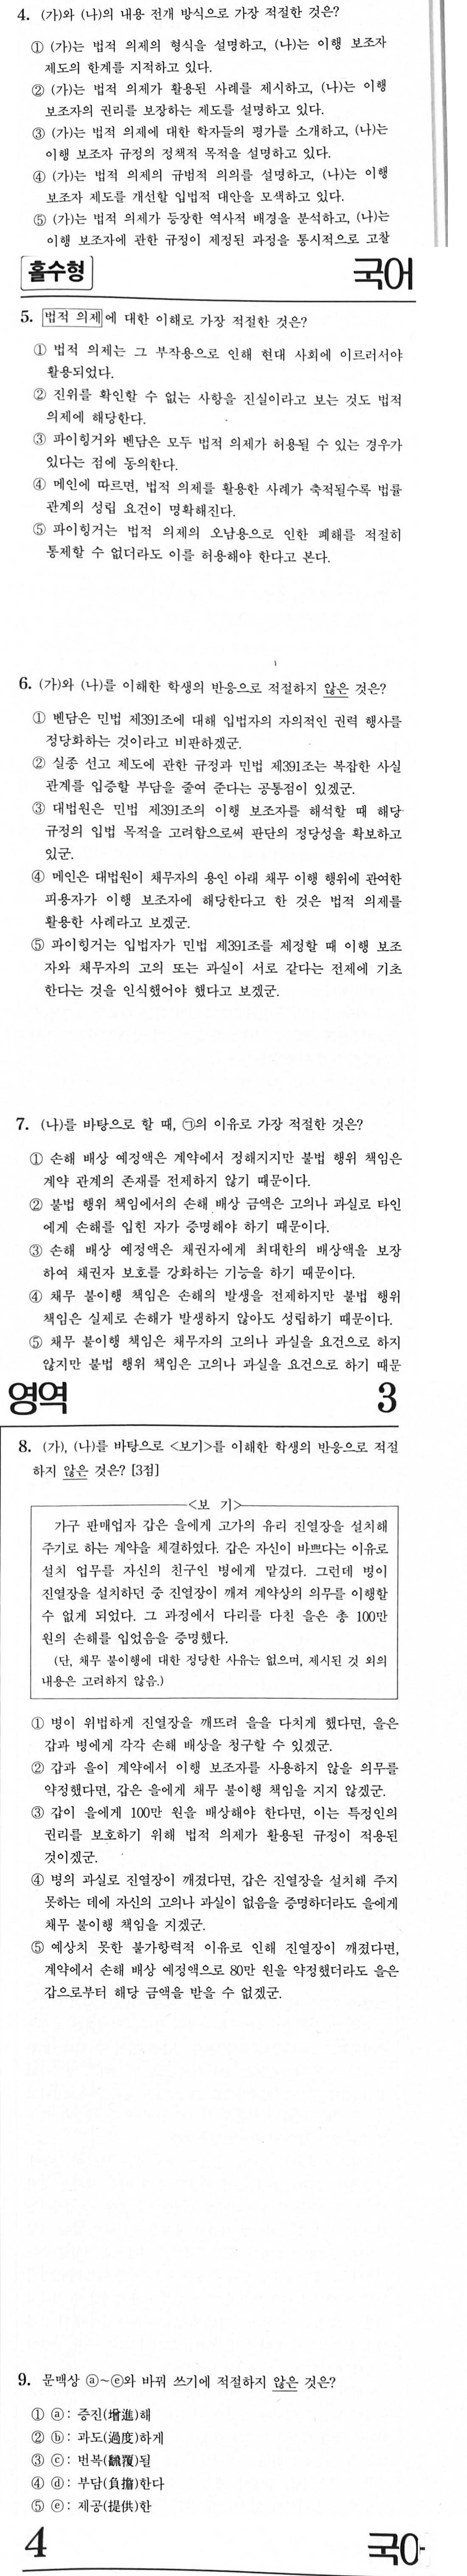 4. (가)와 (나)의 내용 전개 방식으로 가장 적절한 것은?
① (가)는 법적 의제의 형식을 설명하고, (나)는 이행 보조자
제도의 한계를 지적하고 있다.
② (가)는 법적 의제가 활용된 사례를 제시하고, (나)는 이행
보조자의 권리를 보장하는 제도를 설명하고 있다.
③ (가)는 법적 의제에 대한 학자들의 평가를 소개하고, (나)는
이행 보조자 규정의 정책적 목적을 설명하고 있다.
④ (가)는 법적 의제의 규범적 의의를 설명하고, (나)는 이행
보조자 제도를 개선할 입법적 대안을 모색하고 있다.
⑤ (가)는 법적 의제가 등장한 역사적 배경을 분석하고, (나)는
이행 보조자에 관한 규정이 제정된 과정을 통시적으로 고찰
홀수형
국어
5. 법적 의제에 대한 이해로 가장 적절한 것은?
① 법적 의제는 그 부작용으로 인해 현대 사회에 이르러서야
활용되었다.
② 진위를 확인할 수 없는 사항을 진실이라고 보는 것도 법적
의제에 해당한다.
③ 파이힝거와 벤담은 모두 법적 의제가 허용될 수 있는 경우가
있다는 점에 동의한다.
④ 메인에 따르면, 법적 의제를 활용한 사례가 축적될수록 법률
관계의 성립 요건이 명확해진다.
⑤ 파이힝거는 법적 의제의 오남용으로 인한 폐해를 적절히
통제할 수 없더라도 이를 허용해야 한다고 본다.
6. (가)와 (나)를 이해한 학생의 반응으로 적절하지 않은 것은?
① 벤담은 민법 제391조에 대해 입법자의 자의적인 권력 행사를
정당화하는 것이라고 비판하겠군.
② 실종 선고 제도에 관한 규정과 민법 제391조는 복잡한 사실
관계를 입증할 부담을 줄여 준다는 공통점이 있겠군.
③ 대법원은 민법 제391조의 이행 보조자를 해석할 때 해당
규정의 입법 목적을 고려함으로써 판단의 정당성을 확보하고
있군.
④ 메인은 대법원이 채무자의 용인 아래 채무 이행 행위에 관여한
피용자가 이행 보조자에 해당한다고 한 것은 법적 의제를
활용한 사례라고 보겠군.
⑤ 파이힝거는 입법자가 민법 제391조를 제정할 때 이행 보조
자와 채무자의 고의 또는 과실이 서로 같다는 전제에 기초
한다는 것을 인식했어야 했다고 보겠군.
7. (나)를 바탕으로 할 때, ㉠의 이유로 가장 적절한 것은?
① 손해 배상 예정액은 계약에서 정해지지만 불법 행위 책임은
계약 관계의 존재를 전제하지 않기 때문이다.
② 불법 행위 책임에서의 손해 배상 금액은 고의나 과실로 타인
에게 손해를 입힌 자가 증명해야 하기 때문이다.
③ 손해 배상 예정액은 채권자에게 최대한의 배상액을 보장
하여 채권자 보호를 강화하는 기능을 하기 때문이다.
④ 채무 불이행 책임은 손해의 발생을 전제하지만 불법 행위
책임은 실제로 손해가 발생하지 않아도 성립하기 때문이다.
⑤ 채무 불이행 책임은 채무자의 고의나 과실을 요건으로 하지
않지만 불법 행위 책임은 고의나 과실을 요건으로 하기 때문
영역
3
8. (가), (나)를 바탕으로 <보기>를 이해한 학생의 반응으로 적절
하지 않은 것은? [3점]
<보 기>
가구 판매업자 갑은 을에게 고가의 유리 진열장을 설치해
주기로 하는 계약을 체결하였다. 갑은 자신이 바쁘다는 이유로
설치 업무를 자신의 친구인 병에게 맡겼다. 그런데 병이
진열장을 설치하던 중 진열장이 깨져 계약상의 의무를 이행할
수 없게 되었다. 그 과정에서 다리를 다친 을은 총 100만
원의 손해를 입었음을 증명했다.
(단, 채무 불이행에 대한 정당한 사유는 없으며, 제시된 것 외의
내용은 고려하지 않음.)
① 병이 위법하게 진열장을 깨뜨려 을을 다치게 했다면, 을은
갑과 병에게 각각 손해 배상을 청구할 수 있겠군.
② 갑과 을이 계약에서 이행 보조자를 사용하지 않을 의무를
약정했다면, 갑은 을에게 채무 불이행 책임을 지지 않겠군.
③ 갑이 을에게 100만 원을 배상해야 한다면, 이는 특정인의
권리를 보호하기 위해 법적 의제가 활용된 규정이 적용된
것이겠군.
④ 병의 과실로 진열장이 깨졌다면, 갑은 진열장을 설치해 주지
못하는 데에 자신의 고의나 과실이 없음을 증명하더라도 을에게
채무 불이행 책임을 지겠군.
⑤ 예상치 못한 불가항력적 이유로 인해 진열장이 깨졌다면,
계약에서 손해 배상 예정액으로 80만 원을 약정했더라도 을은
갑으로부터 해당 금액을 받을 수 없겠군.
9. 문맥상 ⓐ~ⓔ와 바꿔 쓰기에 적절하지 않은 것은?
① ⓐ: 증진(增進)해
② ⓑ: 과도(過度)하게
③ ⓒ: 번복(飜覆)될
④ ⓓ: 부담(負擔)한다
⑤ ⓔ: 제공(提供)한
4
국어